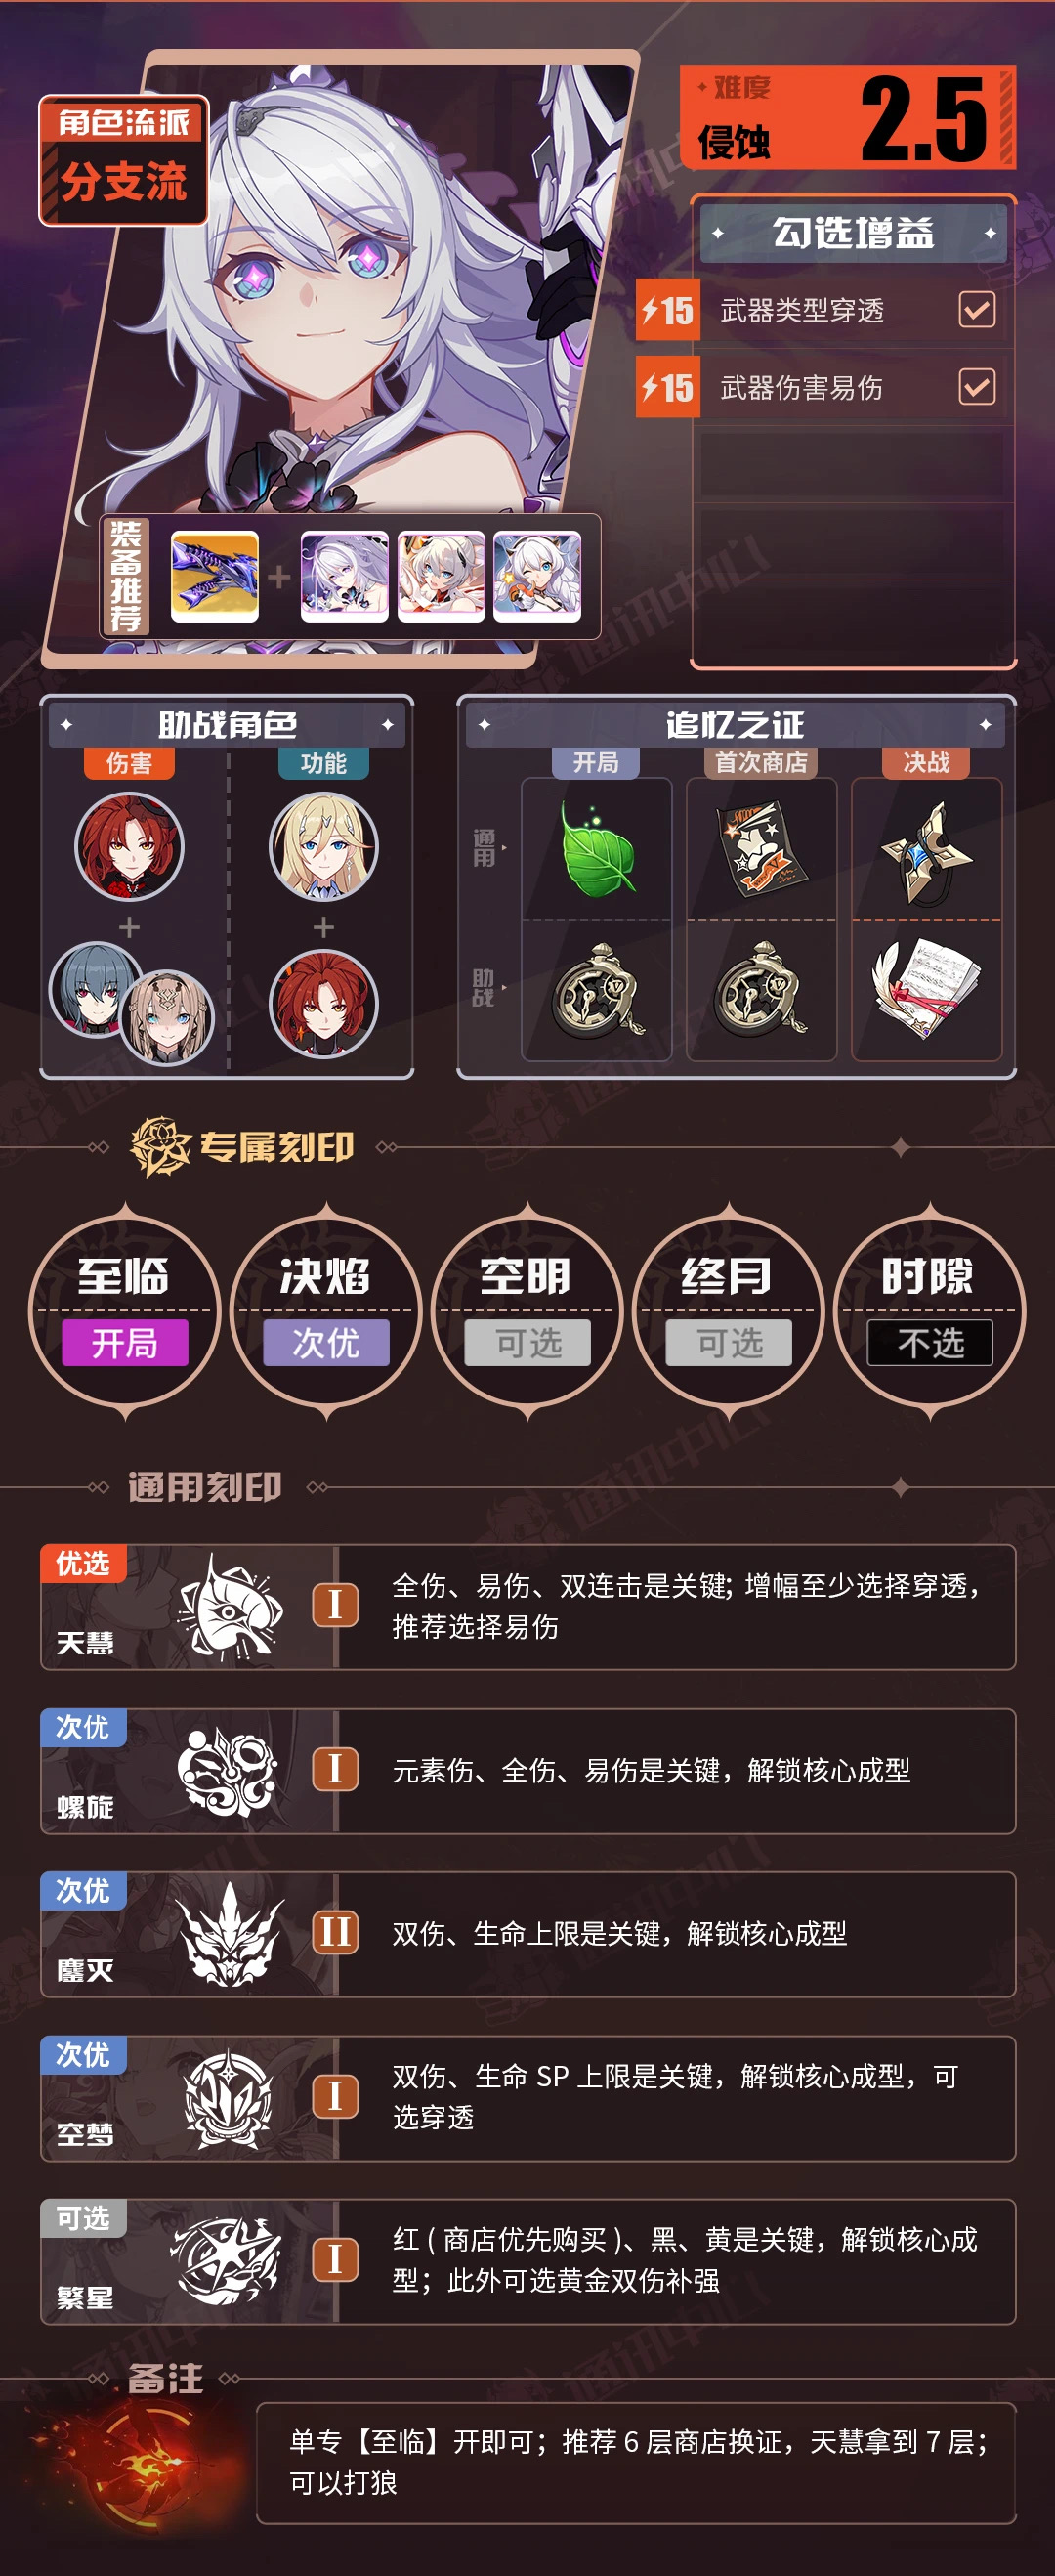 角色流派
分支流
难度
侵蚀
2.5
勾选增益
15 武器类型穿透
15 武器伤害易伤
装备推荐
助战角色
伤害
功能
追忆之证
开局
首次商店
决战
通用
助战
专属刻印
至临
开局
决焰
次优
空明
可选
终月
可选
时隙
不选
通用刻印
优选
天慧
I
全伤、易伤、双连击是关键; 增幅至少选择穿透，
推荐选择易伤
次优
螺旋
I
元素伤、全伤、易伤是关键，解锁核心成型
次优
鏖灭
II
双伤、生命上限是关键，解锁核心成型
次优
空梦
I
双伤、生命 SP 上限是关键，解锁核心成型，可
选穿透
可选
繁星
I
红 ( 商店优先购买 )、黑、黄是关键，解锁核心成
型；此外可选黄金双伤补强
备注
单专【至临】开即可；推荐 6 层商店换证，天慧拿到 7 层；
可以打狼
通讯中心